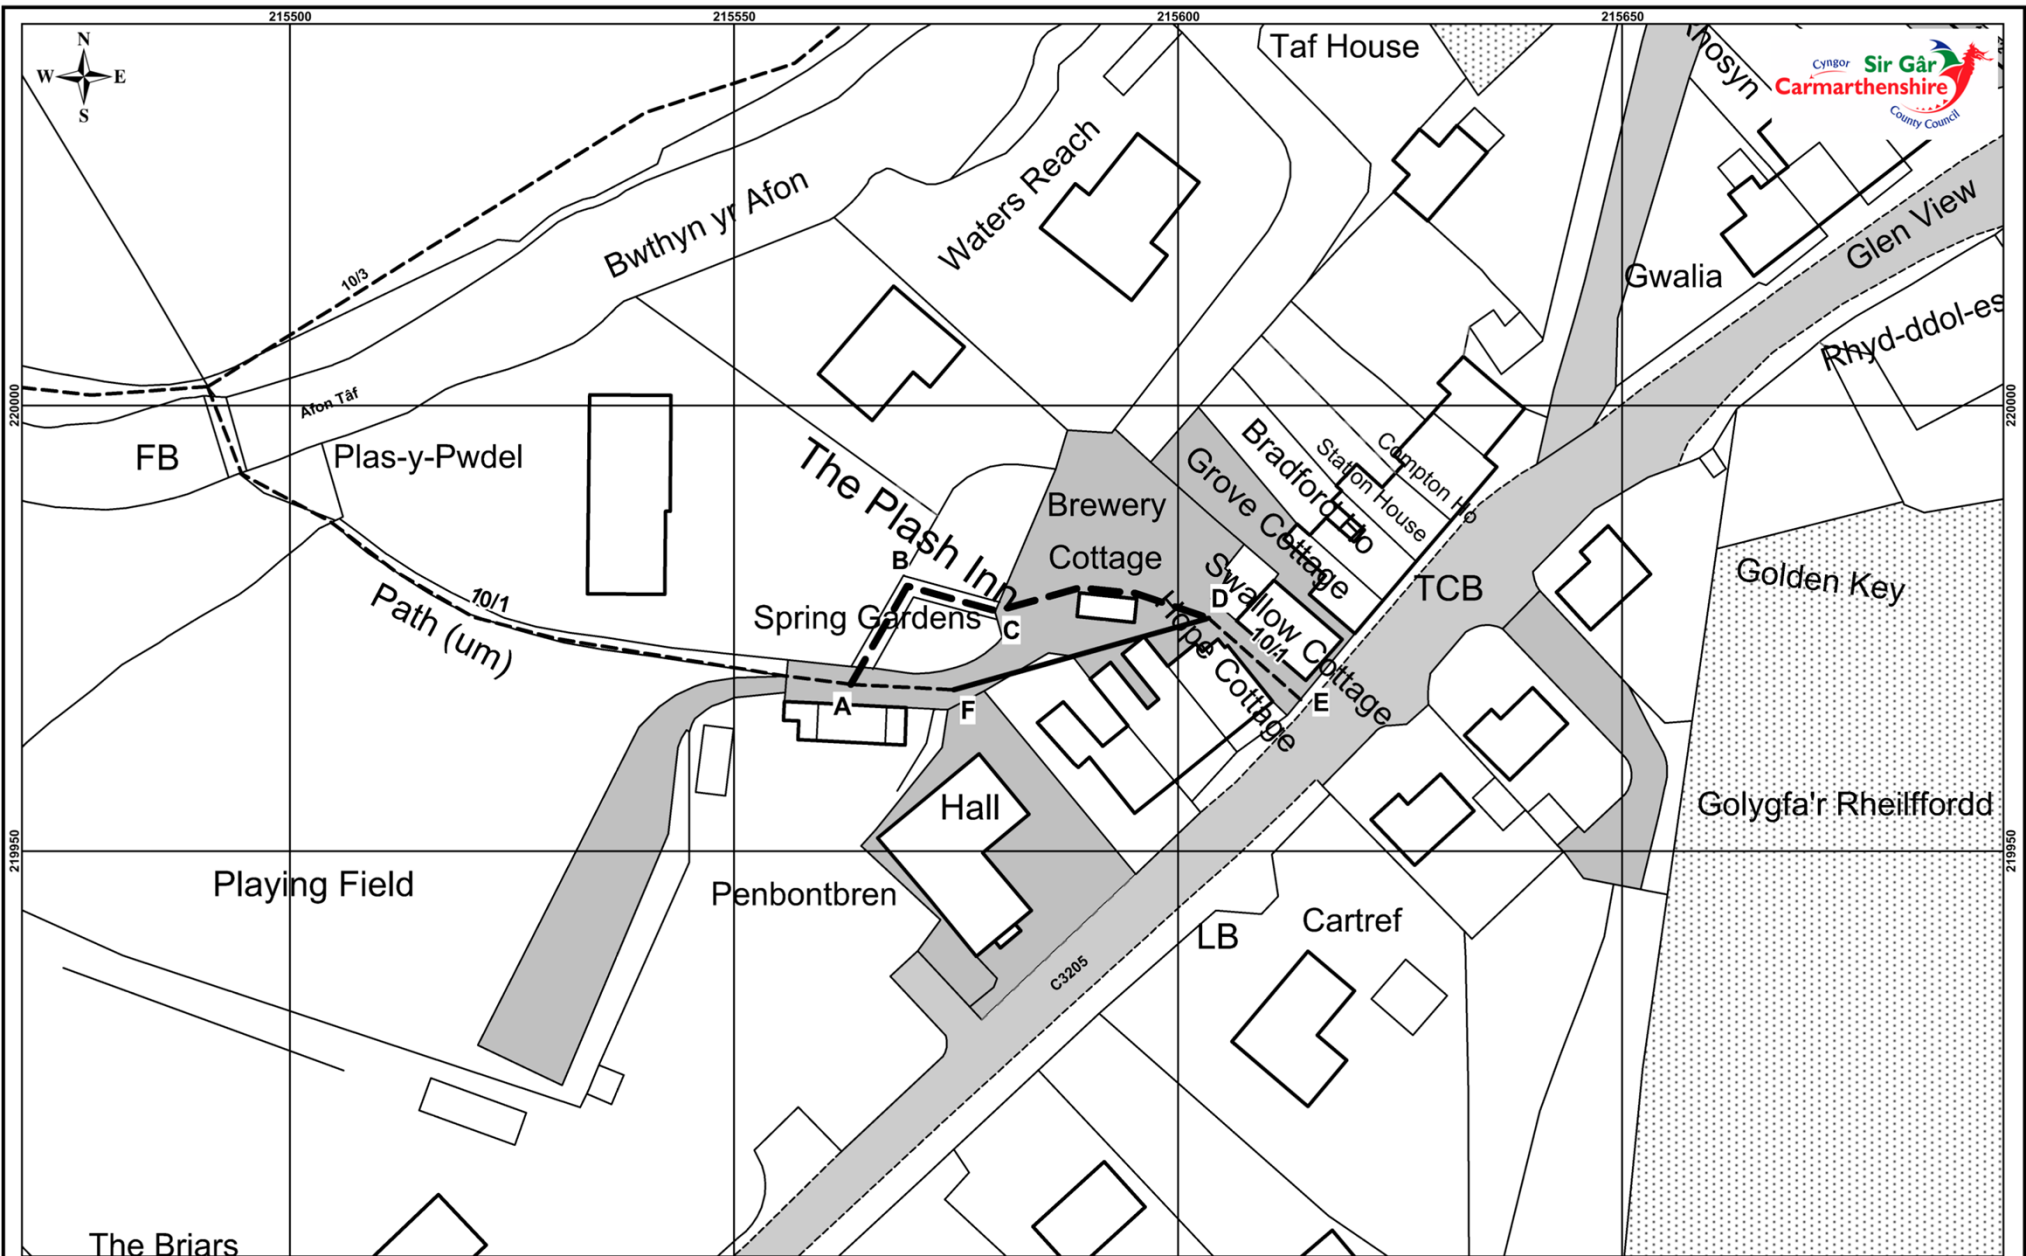 215500
215550
215600
215650
N
W
E
S
Taf House
Cyngor Sir Gâr
Carmarthenshire
County Council
Waters Reach
Bwthyn yr Afon
10/3
Glen View
Gwalia
Rhyd-ddol-es
220000
220000
Afon Tâf
FB
Plas-y-Pwdel
The Plash Inn
Brewery
Cottage
Grove Cottage
Bradford Ho
Station House
Compton Ho
TCB
Golden Key
10/1
Path (um)
B
Spring Gardens
C
D
Swallow Cottage
Hope Cottage
10/1
A
F
E
Hall
Golygfa'r Rheilffordd
219950
219950
Playing Field
Penbontbren
LB
Cartref
C3205
The Briars